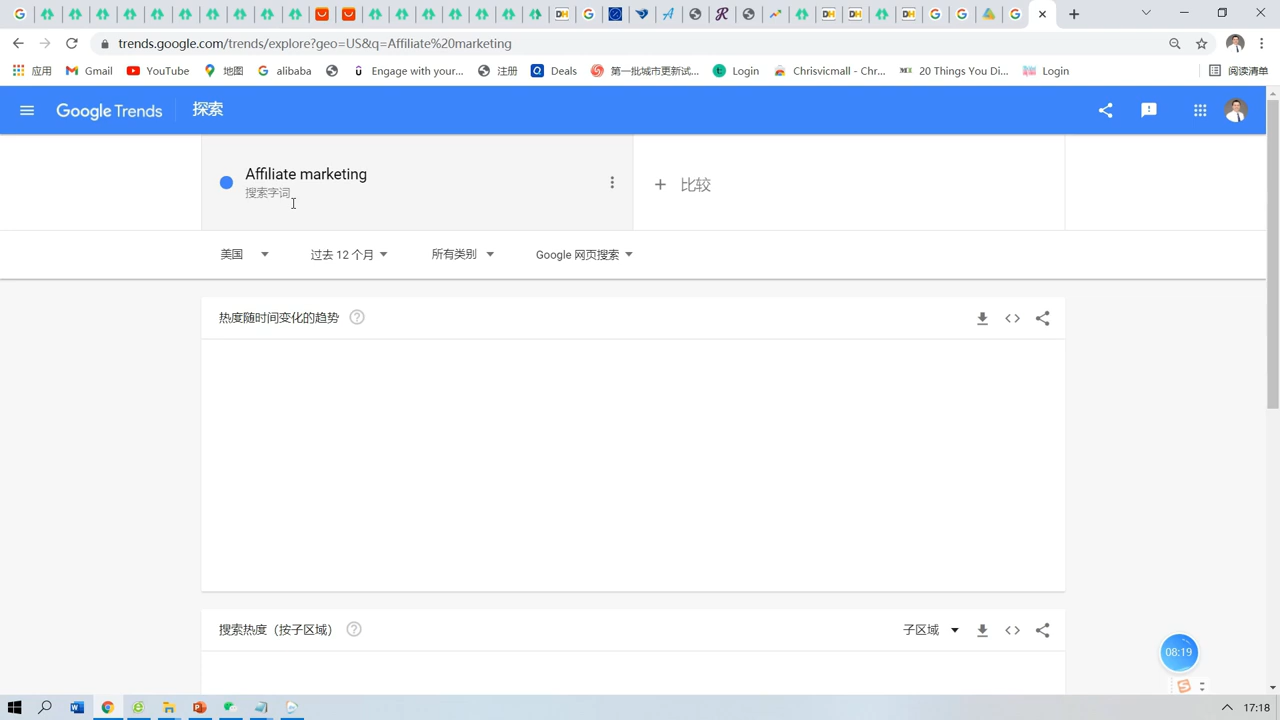 trends.google.com/trends/explore?geo=US&q=Affiliate%20marketing
应用
Gmail
YouTube
地图
alibaba
Engage with your...
注册
Deals
第一批城市更新试...
Login
Chrisvicmall - Chr...
20 Things You Di...
Login
阅读清单
Google Trends
探索
Affiliate marketing
搜索字词
+ 比较
美国
过去 12 个月
所有类别
Google 网页搜索
热度随时间变化的趋势
搜索热度（按子区域）
子区域
08:19
17:18